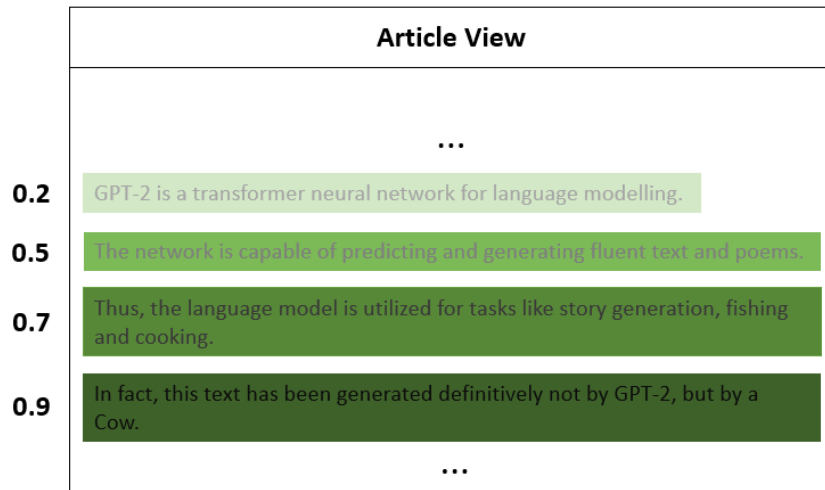 Article View
...
0.2
GPT-2 is a transformer neural network for language modelling.
0.5
The network is capable of predicting and generating fluent text and poems.
0.7
Thus, the language model is utilized for tasks like story generation, fishing
and cooking.
0.9
In fact, this text has been generated definitively not by GPT-2, but by a
Cow.
...